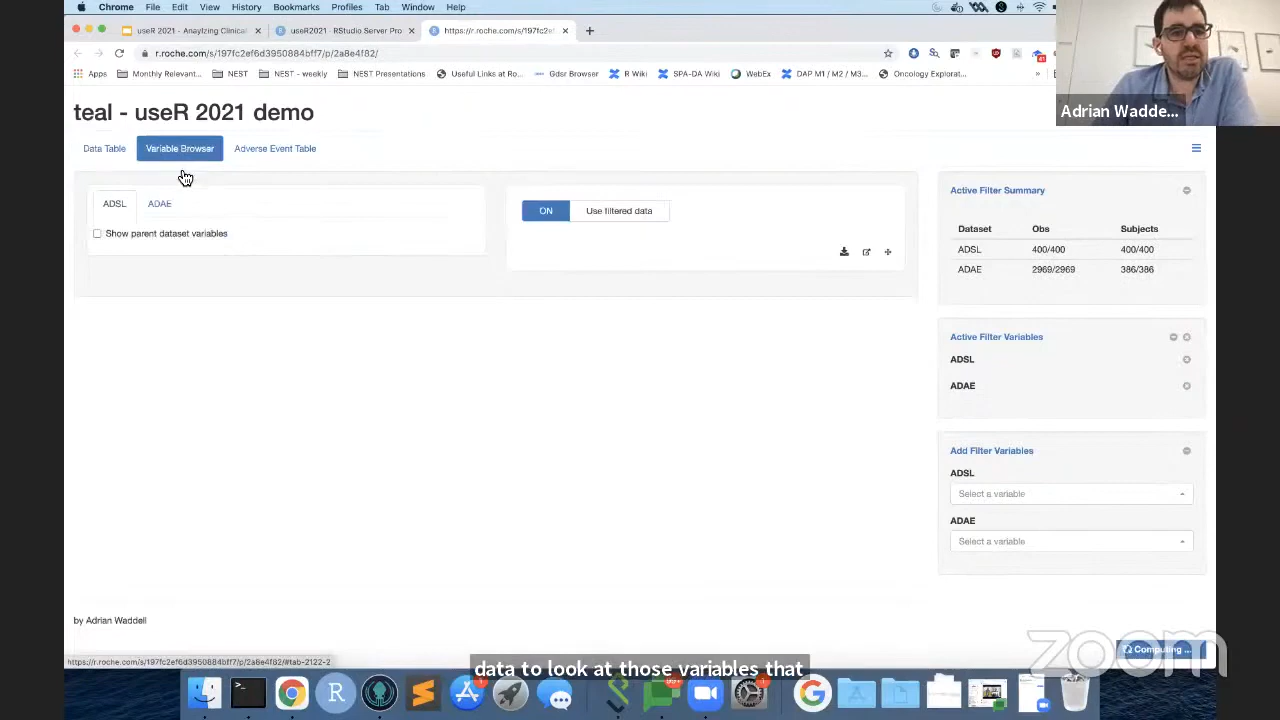 Chrome File Edit View History Bookmarks Profiles Tab Window Help
useR 2021 - Anaylzing Clinical
useR2021 RStudio Server Pro
https://r.roche.com/s/197fc2ef
r.roche.com/s/197fc2ef6d3950884bff7/p/2a8e4f82/
Apps Monthly Relevant... NEST NEST - weekly NEST Presentations Useful Links at Ro... Gdsr Browser R Wiki SPA-DA Wiki WebEx DAP M1 / M2 / M3... Oncology Explorat... »
Adrian Wadde...
teal - useR 2021 demo
Data Table Variable Browser Adverse Event Table
ADSL ADAE
Show parent dataset variables
ON Use filtered data
Active Filter Summary
Dataset Obs Subjects
ADSL 400/400 400/400
ADAE 2969/2969 386/386
Active Filter Variables
ADSL
ADAE
Add Filter Variables
ADSL
Select a variable
ADAE
Select a variable
by Adrian Waddell
Computing ...
zoom
https://r.roche.com/s/197fc2ef6d3950884bff7/p/2a8e4f82/#tab-2122-2
data to look at those variables that